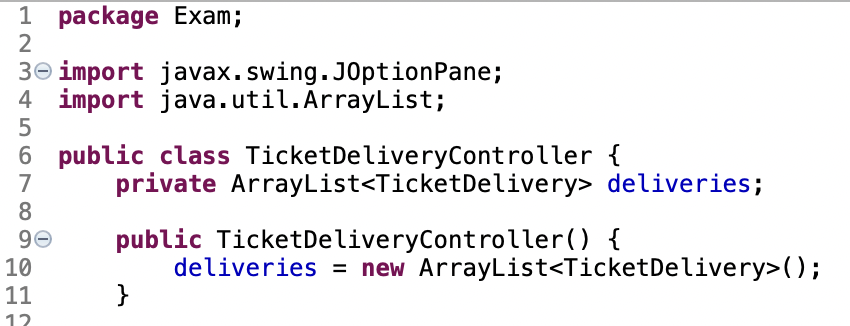 1 package Exam;
2
3 import javax.swing.JOptionPane;
4 import java.util.ArrayList;
5
6 public class TicketDeliveryController {
7     private ArrayList<TicketDelivery> deliveries;
8
9     public TicketDeliveryController() {
10         deliveries = new ArrayList<TicketDelivery>();
11     }
12